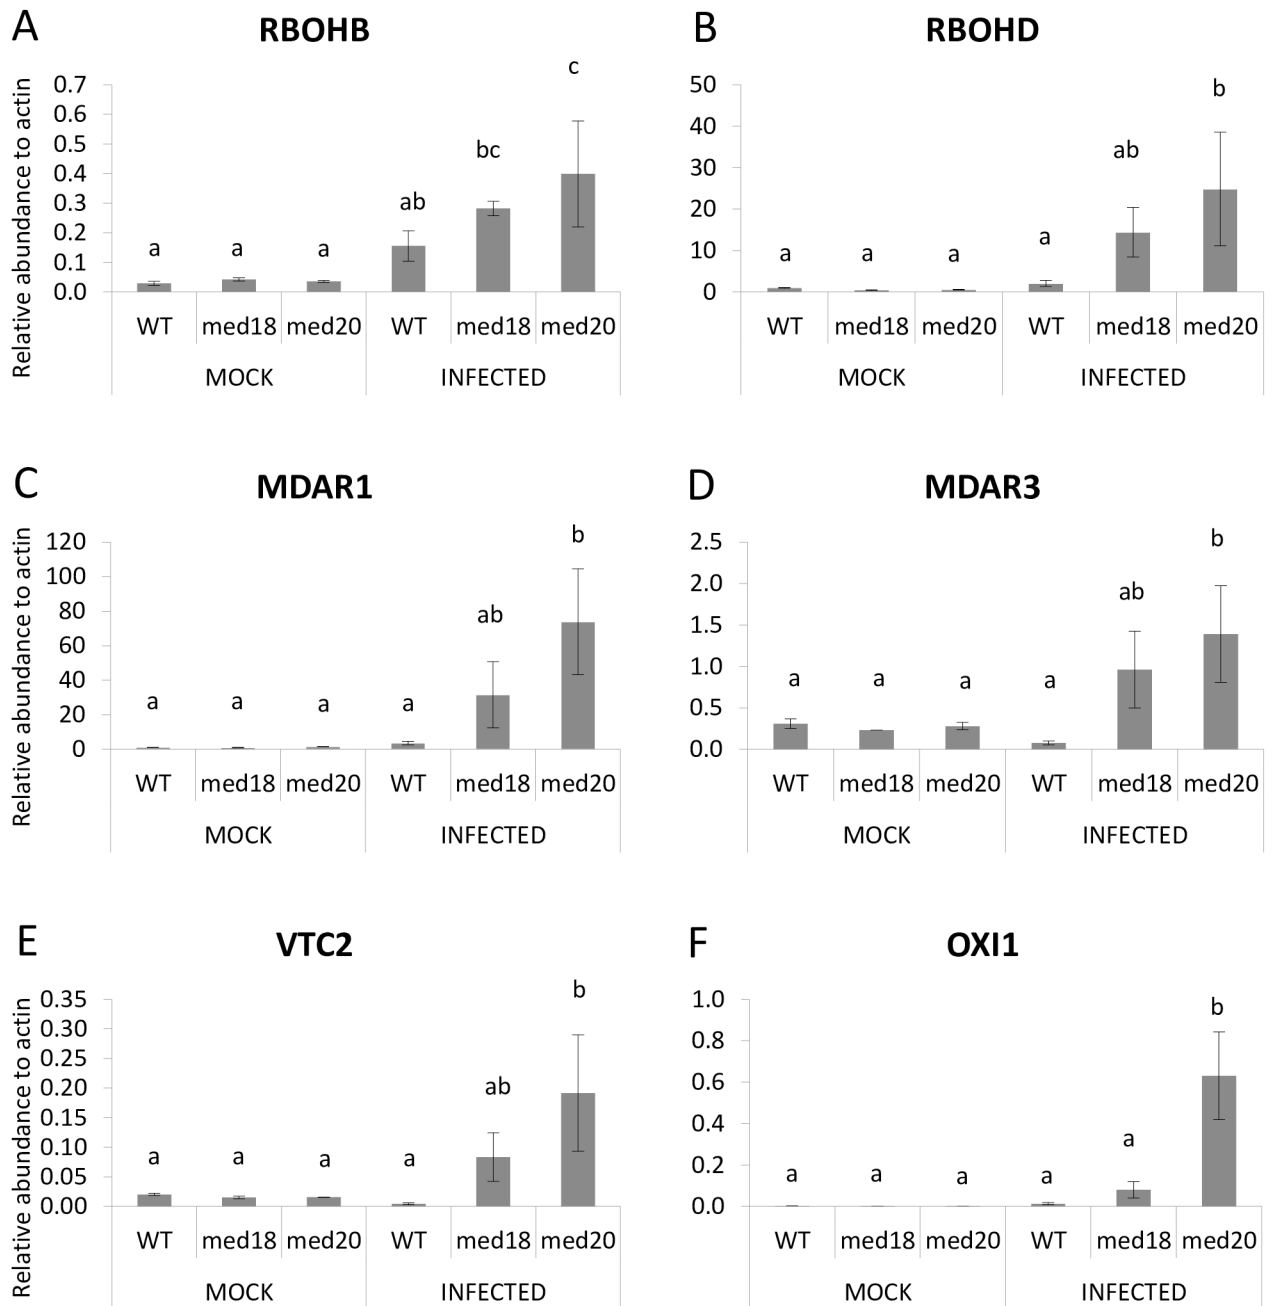 A
RBOHB
Relative abundance to actin
0.7
0.6
0.5
0.4
0.3
0.2
0.1
0.0
a
a
a
ab
bc
c
WT med18 med20 WT med18 med20
MOCK INFECTED
B
RBOHD
50
40
30
20
10
0
a
a
a
a
ab
b
WT med18 med20 WT med18 med20
MOCK INFECTED
C
MDAR1
Relative abundance to actin
120
100
80
60
40
20
0
a
a
a
a
ab
b
WT med18 med20 WT med18 med20
MOCK INFECTED
D
MDAR3
2.5
2.0
1.5
1.0
0.5
0.0
a
a
a
a
ab
b
WT med18 med20 WT med18 med20
MOCK INFECTED
E
VTC2
Relative abundance to actin
0.35
0.30
0.25
0.20
0.15
0.10
0.05
0.00
a
a
a
a
ab
b
WT med18 med20 WT med18 med20
MOCK INFECTED
F
OXI1
1.0
0.8
0.6
0.4
0.2
0.0
a
a
a
a
a
b
WT med18 med20 WT med18 med20
MOCK INFECTED